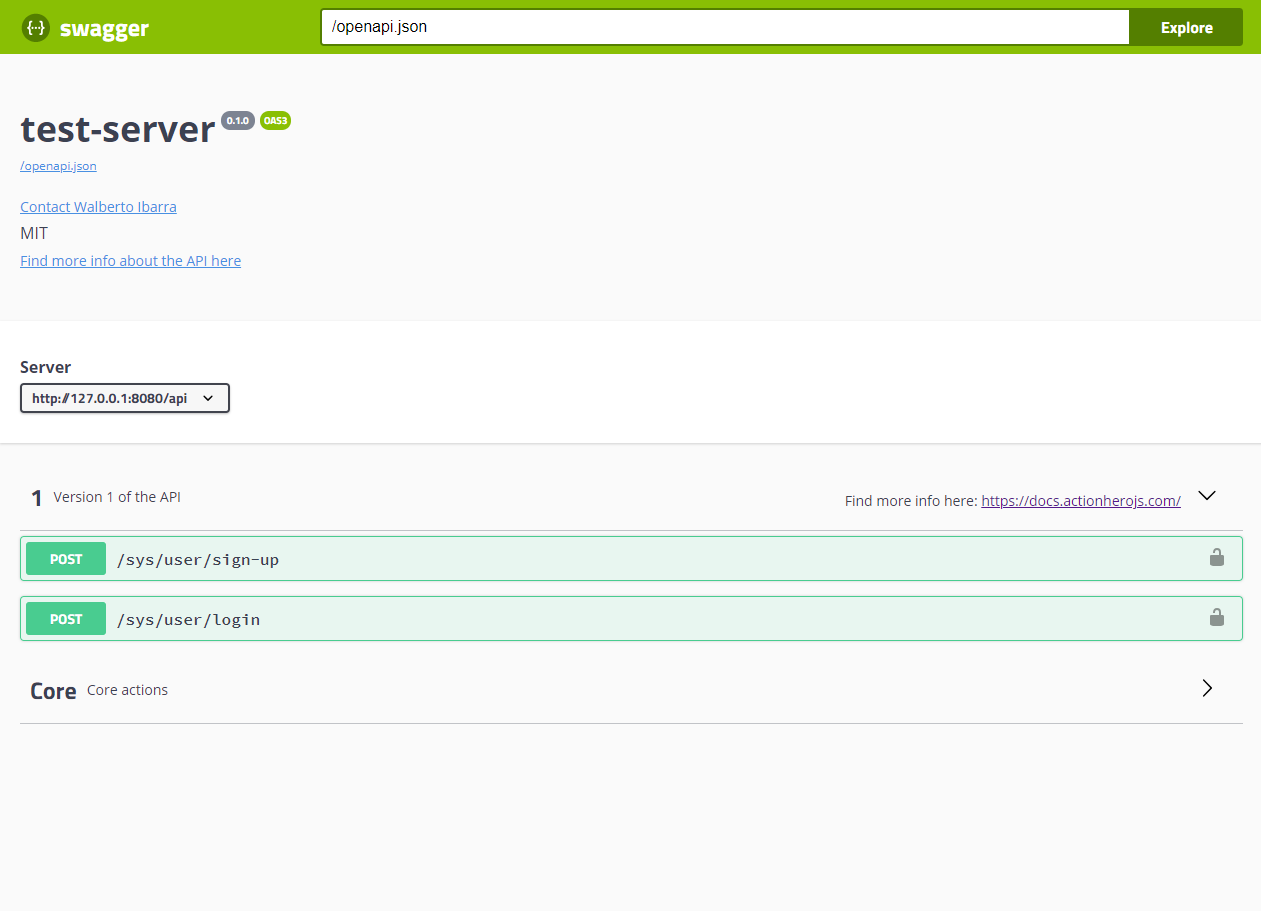 swagger
/openapi.json
Explore
test-server 0.1.0 OAS3
/openapi.json
Contact Walberto Ibarra
MIT
Find more info about the API here
Server
http://127.0.0.1:8080/api
1 Version 1 of the API
Find more info here: https://docs.actionherojs.com/
POST /sys/user/sign-up
POST /sys/user/login
Core Core actions